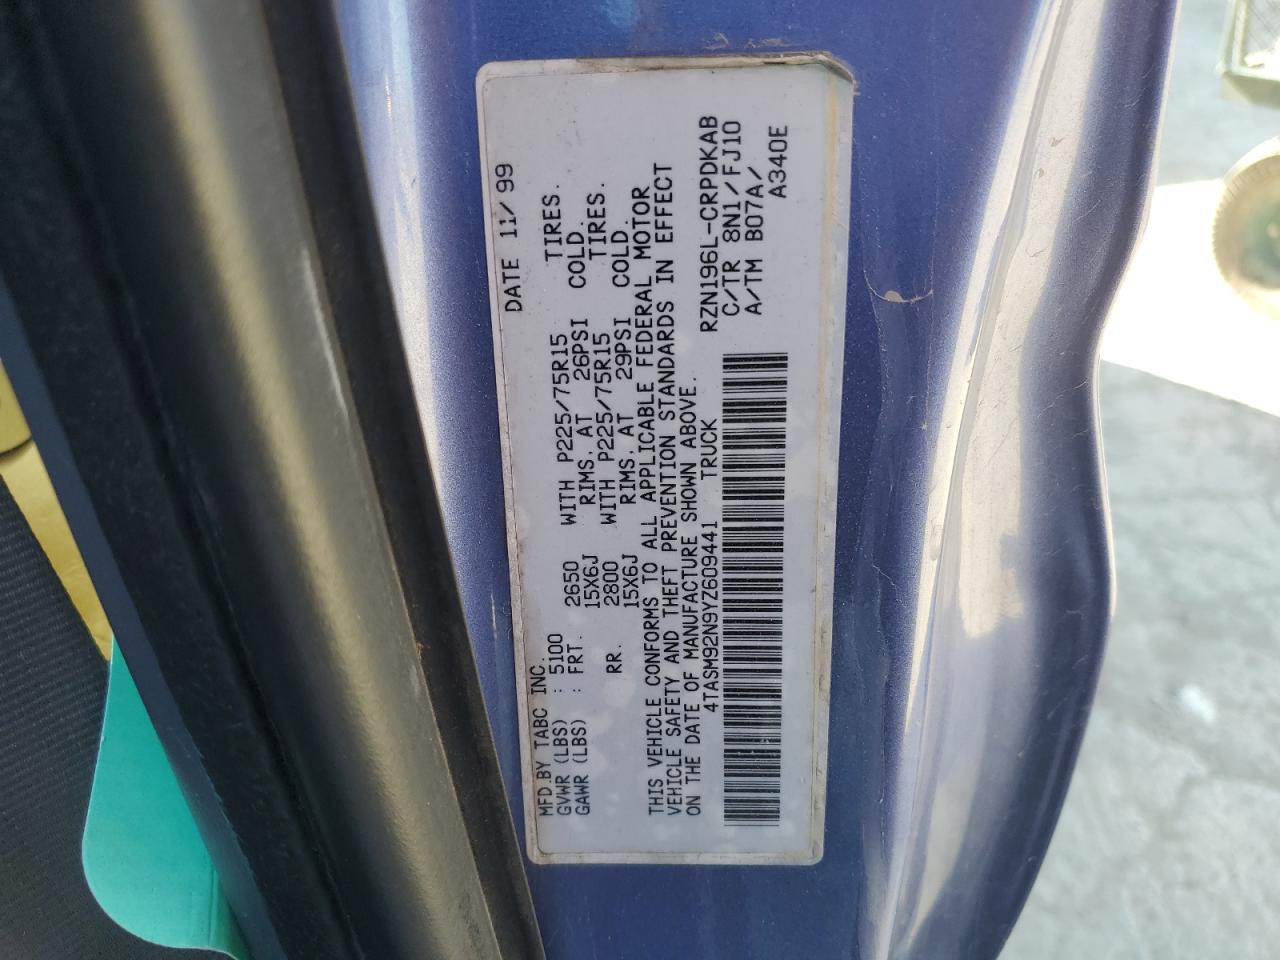 DATE 11/99
MFD.BY TABC INC.
GVWR (LBS) : 5100
GAWR (LBS) : FRT. 2650 WITH P225/75R15 TIRES.
15X6J RIMS. AT 26PSI COLD.
RR. 2800 WITH P225/75R15 TIRES.
15X6J RIMS. AT 29PSI COLD.
THIS VEHICLE CONFORMS TO ALL APPLICABLE FEDERAL MOTOR
VEHICLE SAFETY AND THEFT PREVENTION STANDARDS IN EFFECT
ON THE DATE OF MANUFACTURE SHOWN ABOVE.
4TASM92N9YZ609441 TRUCK
RZN196L-CRPDKAB
C/TR 8N1/FJ10
A/TM B07A/
A340E